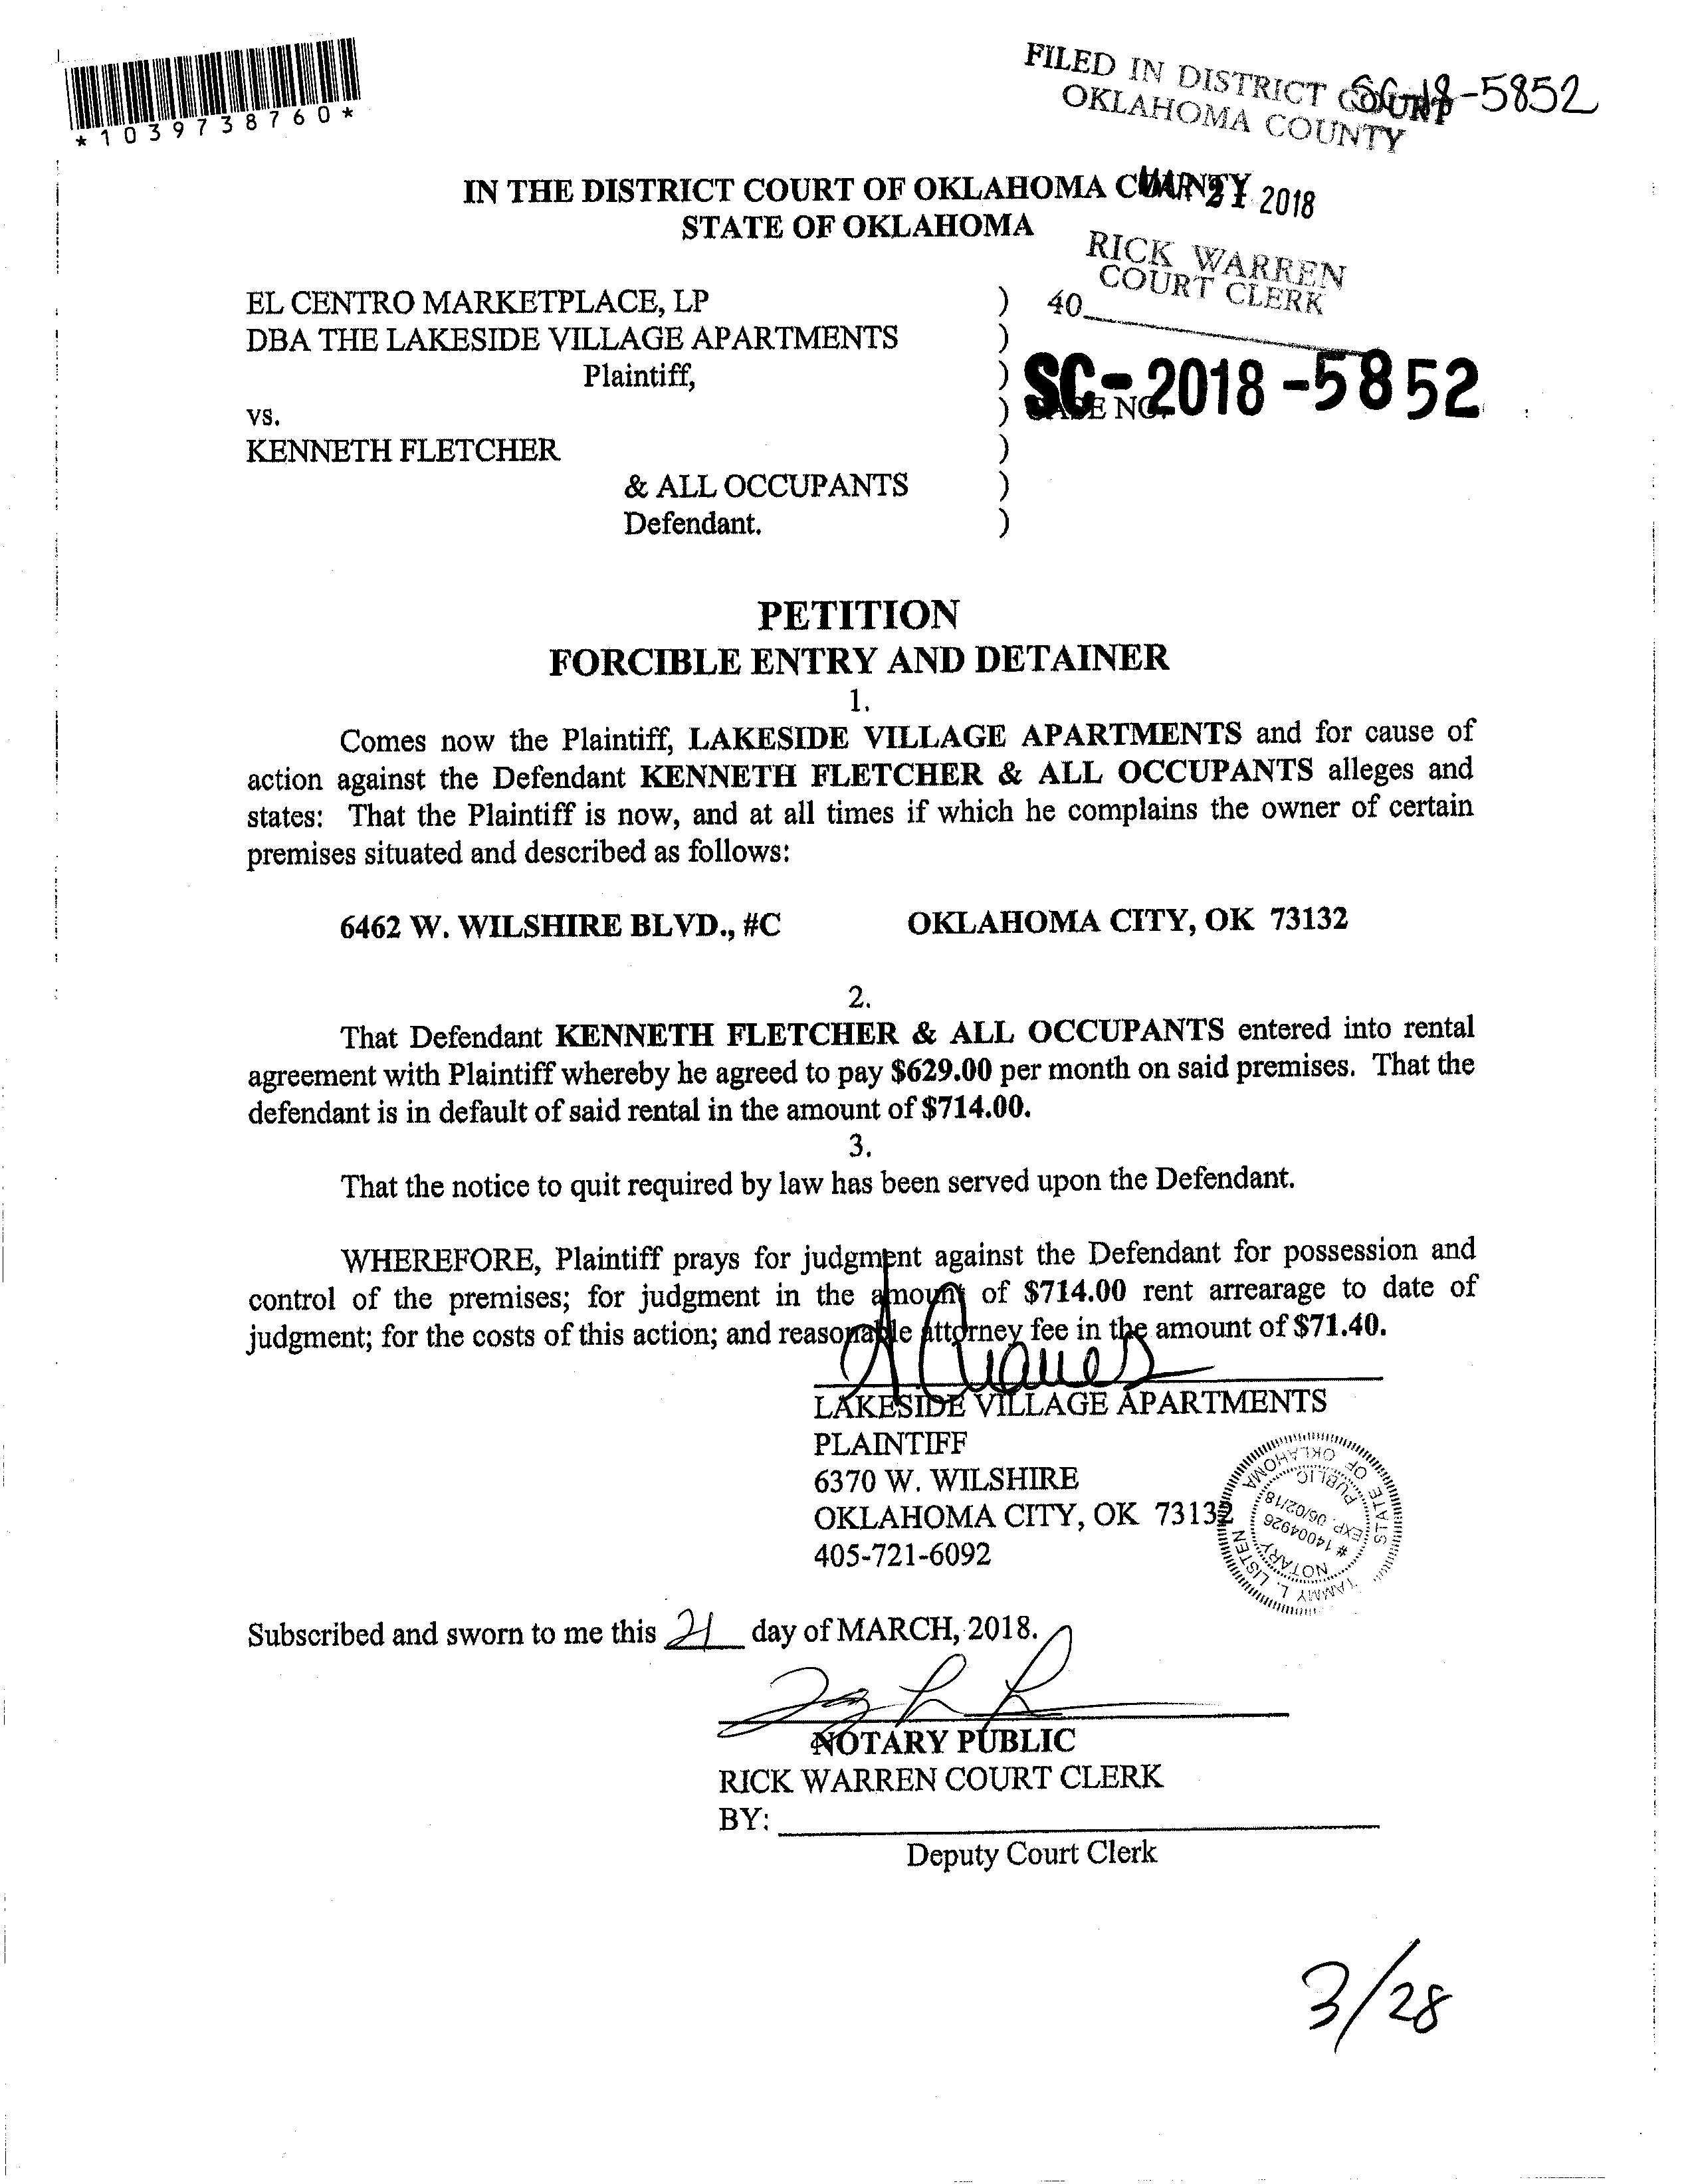 *1039738760*
FILED IN DISTRICT COURT
OKLAHOMA COUNTY
SC-18-5852
IN THE DISTRICT COURT OF OKLAHOMA COUNTY
MAR 21 2018
STATE OF OKLAHOMA
RICK WARREN
COURT CLERK
40
EL CENTRO MARKETPLACE, LP )
DBA THE LAKESIDE VILLAGE APARTMENTS )
Plaintiff, )
SC-2018-5852
CASE NO.
vs. )
KENNETH FLETCHER )
& ALL OCCUPANTS )
Defendant. )
PETITION
FORCIBLE ENTRY AND DETAINER
1.
Comes now the Plaintiff, LAKESIDE VILLAGE APARTMENTS and for cause of
action against the Defendant KENNETH FLETCHER & ALL OCCUPANTS alleges and
states: That the Plaintiff is now, and at all times if which he complains the owner of certain
premises situated and described as follows:
6462 W. WILSHIRE BLVD., #C OKLAHOMA CITY, OK 73132
2.
That Defendant KENNETH FLETCHER & ALL OCCUPANTS entered into rental
agreement with Plaintiff whereby he agreed to pay $629.00 per month on said premises. That the
defendant is in default of said rental in the amount of $714.00.
3.
That the notice to quit required by law has been served upon the Defendant.
WHEREFORE, Plaintiff prays for judgment against the Defendant for possession and
control of the premises; for judgment in the amount of $714.00 rent arrearage to date of
judgment; for the costs of this action; and reasonable attorney fee in the amount of $71.40.
LAKESIDE VILLAGE APARTMENTS
PLAINTIFF
6370 W. WILSHIRE
OKLAHOMA CITY, OK 73132
405-721-6092
TAMMY L. LISTEN
NOTARY
# 14004926
EXP. 06/02/18
PUBLIC
STATE OF OKLAHOMA
Subscribed and sworn to me this 21 day of MARCH, 2018.
NOTARY PUBLIC
RICK WARREN COURT CLERK
BY:
Deputy Court Clerk
3/28